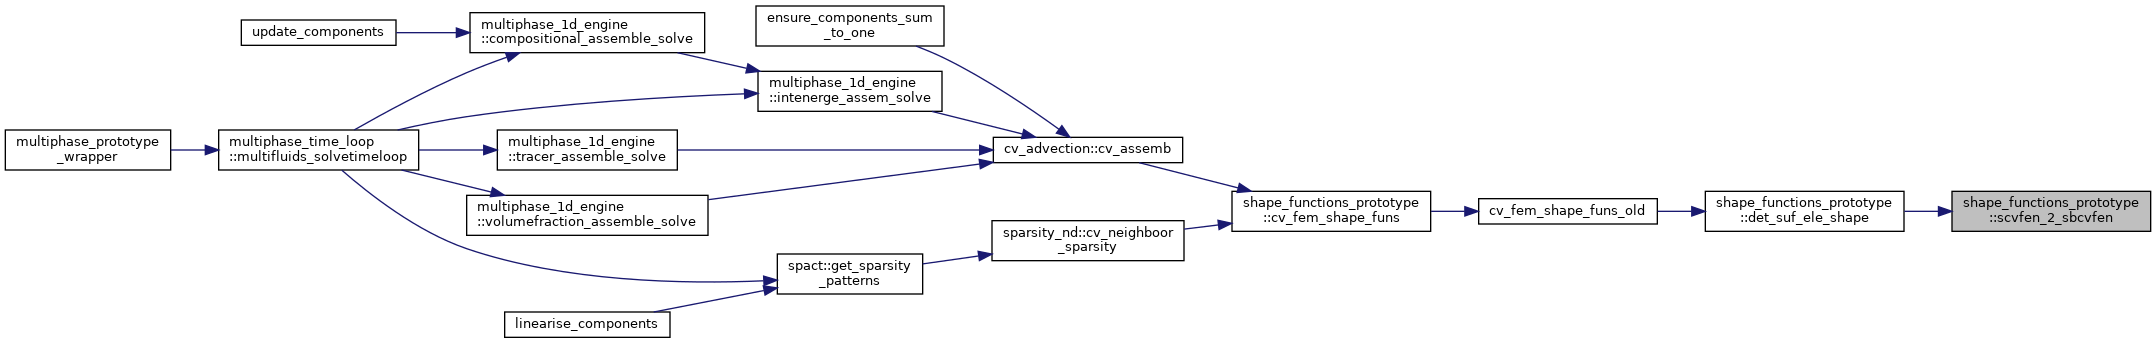 ensure_components_sum
_to_one
multiphase_1d_engine
::compositional_assemble_solve
update_components
multiphase_1d_engine
::intenerge_assem_solve
multiphase_prototype
_wrapper
multiphase_time_loop
::multifluids_solvetimeloop
multiphase_1d_engine
::tracer_assemble_solve
cv_advection::cv_assemb
multiphase_1d_engine
::volumefraction_assemble_solve
shape_functions_prototype
::cv_fem_shape_funs
cv_fem_shape_funs_old
shape_functions_prototype
::det_suf_ele_shape
shape_functions_prototype
::scvfen_2_sbcvfen
sparsity_nd::cv_neighboor
_sparsity
spact::get_sparsity
_patterns
linearise_components